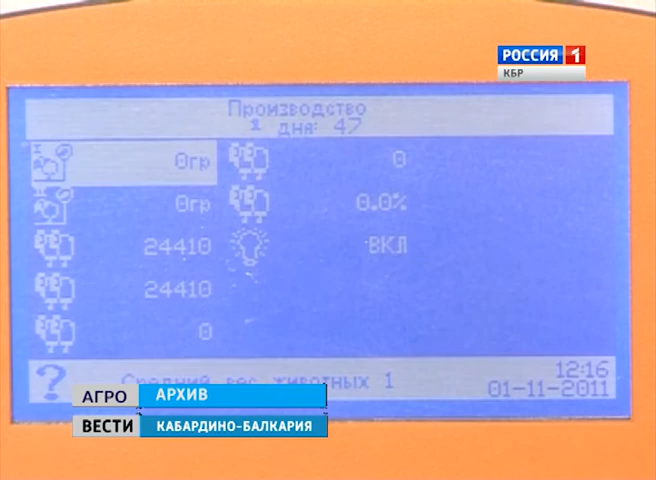 РОССИЯ 1
КБР
Производство
1 дня: 47
0гр 0
0гр 0.0%
24410 ВКЛ
24410
0
12:16
? Средний вес животных 1
01-11-2011
АГРО АРХИВ
ВЕСТИ КАБАРДИНО-БАЛКАРИЯ